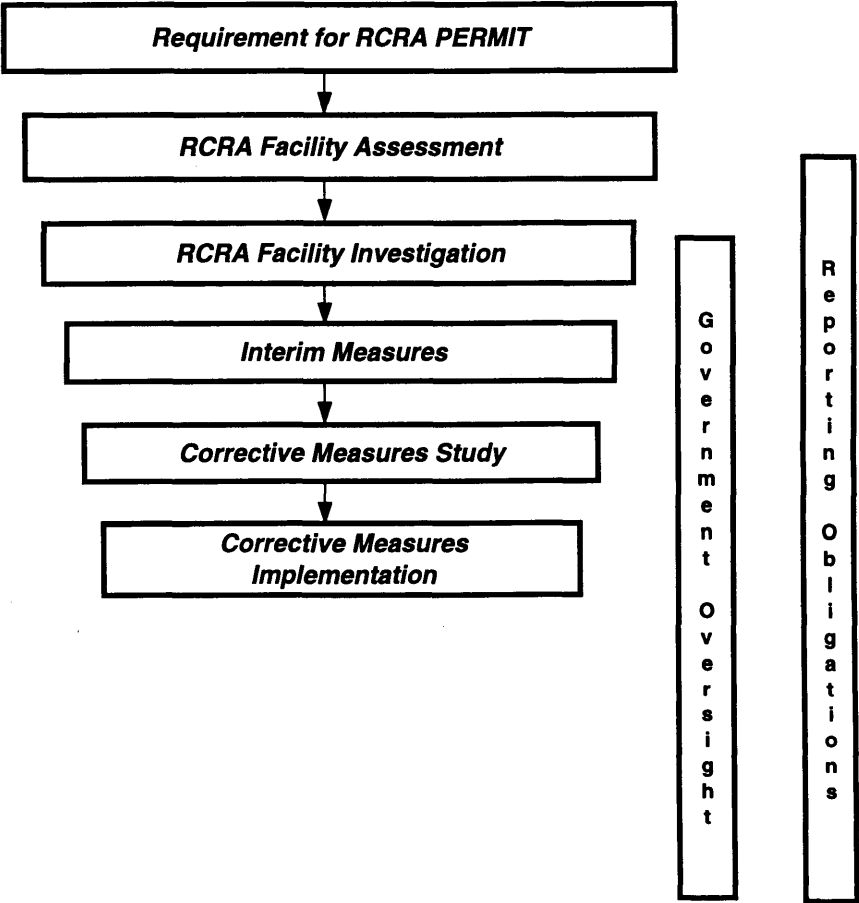 Requirement for RCRA PERMIT
RCRA Facility Assessment
RCRA Facility Investigation
Interim Measures
Corrective Measures Study
Corrective Measures
Implementation
Government Oversight
Reporting Obligations